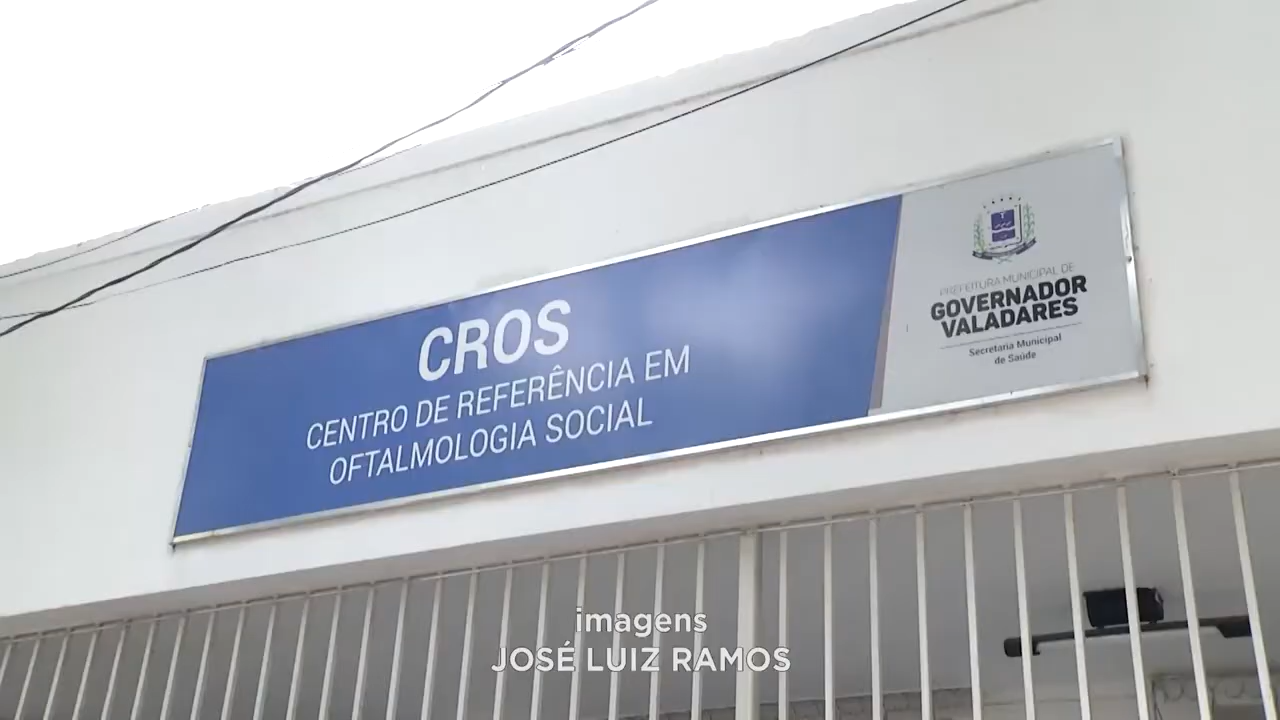 CROS
CENTRO DE REFERÊNCIA EM
OFTALMOLOGIA SOCIAL
PREFEITURA MUNICIPAL DE
GOVERNADOR
VALADARES
Secretaria Municipal
de Saúde
imagens
JOSÉ LUIZ RAMOS